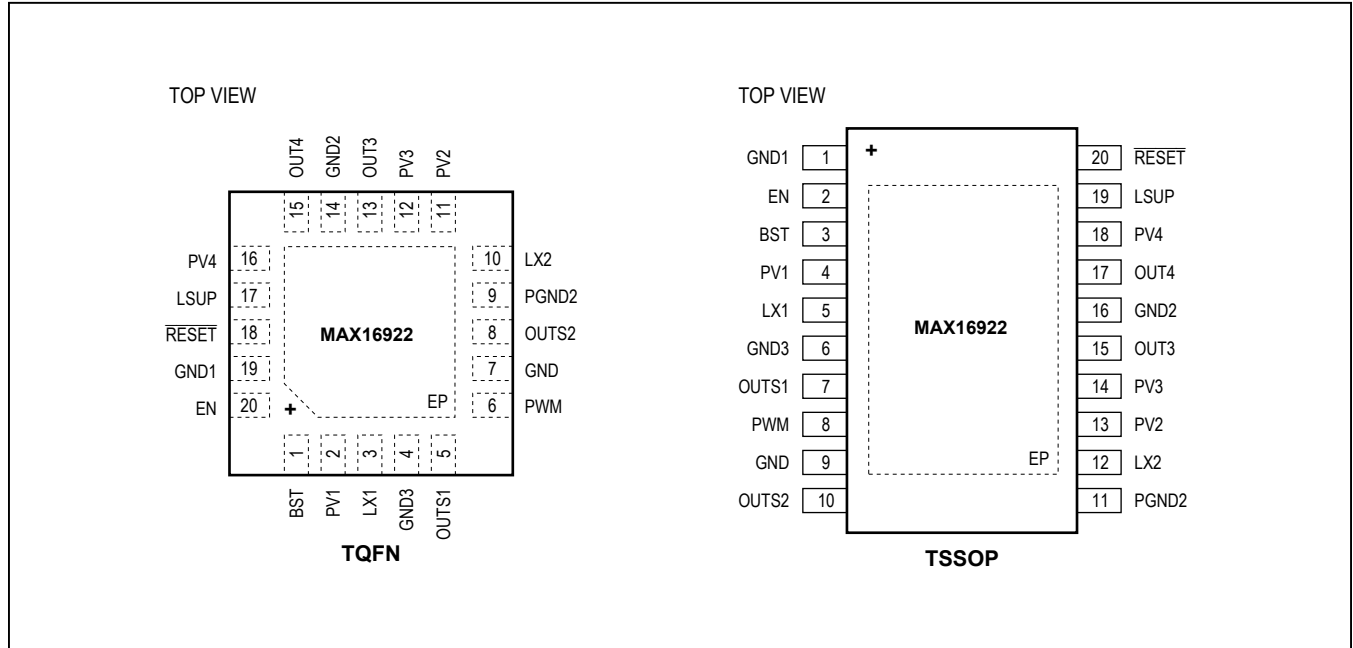 TOP VIEW
OUT4 GND2 OUT3 PV3 PV2
15 14 13 12 11
PV4 16
LSUP 17
R̅E̅S̅E̅T̅ 18
GND1 19
EN 20
MAX16922
+
EP
10 LX2
9 PGND2
8 OUTS2
7 GND
6 PWM
1 2 3 4 5
BST PV1 LX1 GND3 OUTS1
TQFN
TOP VIEW
+
GND1 1
EN 2
BST 3
PV1 4
LX1 5
GND3 6
OUTS1 7
PWM 8
GND 9
OUTS2 10
MAX16922
EP
20 R̅E̅S̅E̅T̅
19 LSUP
18 PV4
17 OUT4
16 GND2
15 OUT3
14 PV3
13 PV2
12 LX2
11 PGND2
TSSOP